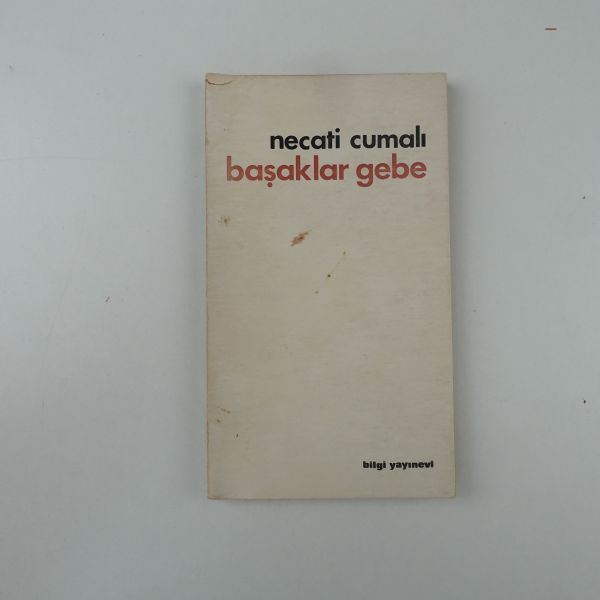 necati cumalı
başaklar gebe
bilgi yayınevi